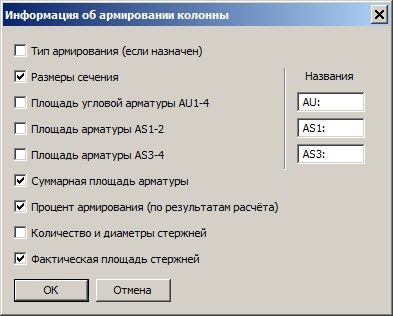 Информация об армировании колонны
Тип армирования (если назначен)
Размеры сечения
Названия
Площадь угловой арматуры AU1-4
AU:
Площадь арматуры AS1-2
AS1:
Площадь арматуры AS3-4
AS3:
Суммарная площадь арматуры
Процент армирования (по результатам расчёта)
Количество и диаметры стержней
Фактическая площадь стержней
ОК
Отмена